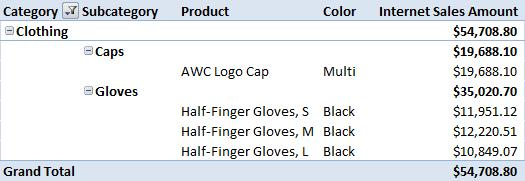 Category Subcategory Product Color Internet Sales Amount
Clothing $54,708.80
Caps $19,688.10
AWC Logo Cap Multi $19,688.10
Gloves $35,020.70
Half-Finger Gloves, S Black $11,951.12
Half-Finger Gloves, M Black $12,220.51
Half-Finger Gloves, L Black $10,849.07
Grand Total $54,708.80